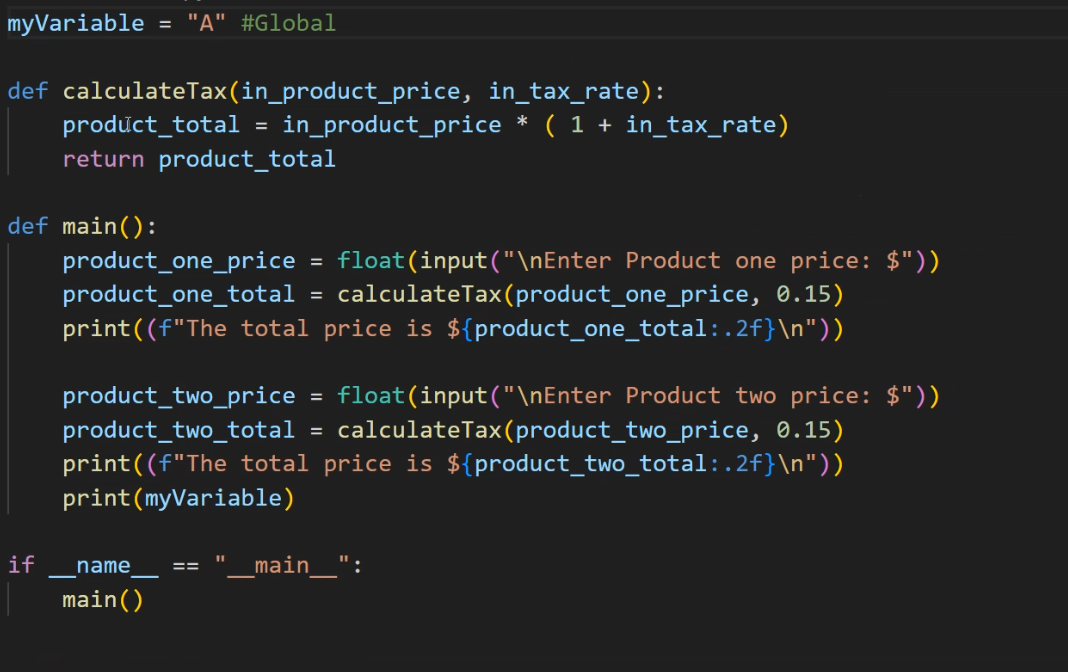 myVariable = "A" #Global
def calculateTax(in_product_price, in_tax_rate):
    product_total = in_product_price * ( 1 + in_tax_rate)
    return product_total
def main():
    product_one_price = float(input("\nEnter Product one price: $"))
    product_one_total = calculateTax(product_one_price, 0.15)
    print((f"The total price is ${product_one_total:.2f}\n"))
    product_two_price = float(input("\nEnter Product two price: $"))
    product_two_total = calculateTax(product_two_price, 0.15)
    print((f"The total price is ${product_two_total:.2f}\n"))
    print(myVariable)
if __name__ == "__main__":
    main()